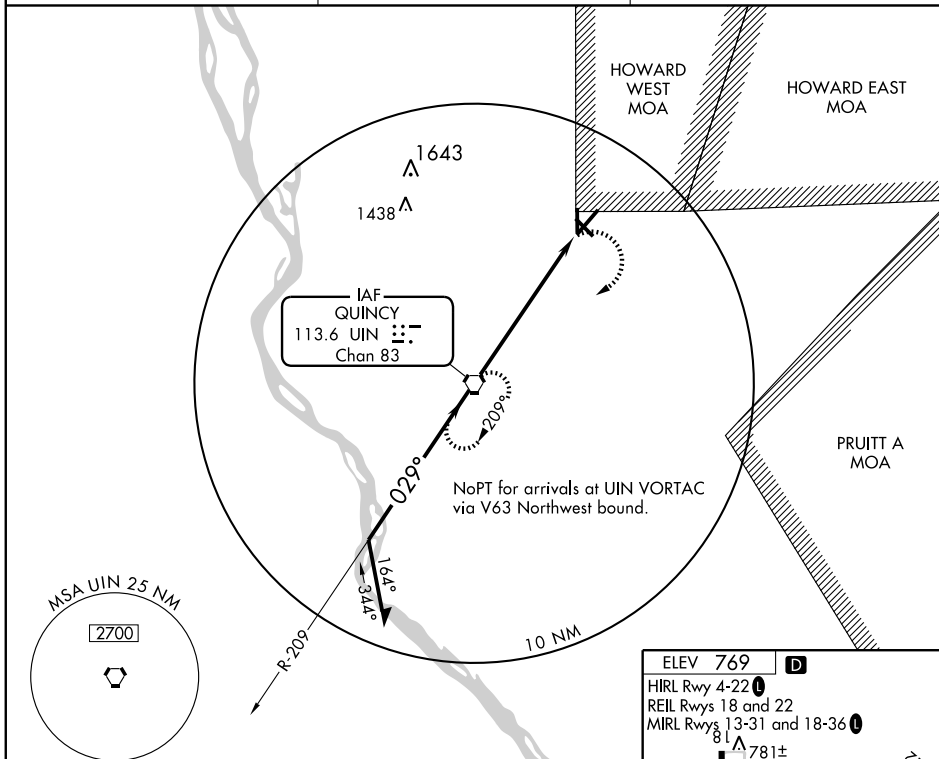 HOWARD
WEST
MOA
HOWARD EAST
MOA
1643
1438
IAF
QUINCY
113.6 UIN
Chan 83
209°
029°
PRUITT A
MOA
NoPT for arrivals at UIN VORTAC
via V63 Northwest bound.
164°
344°
MSA UIN 25 NM
2700
R-209
10 NM
ELEV 769 D
HIRL Rwy 4-22 L
REIL Rwys 18 and 22
MIRL Rwys 13-31 and 18-36 L
781±